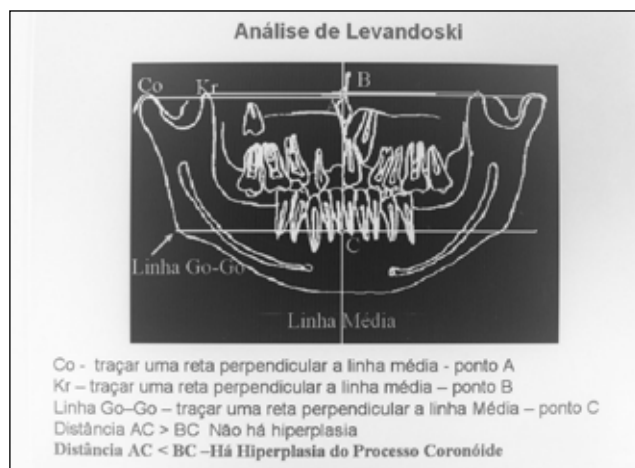 Análise de Levandoski
Co Kr B
A
Linha Go-Go
C
Linha Média
Co - traçar uma reta perpendicular a linha média - ponto A
Kr – traçar uma reta perpendicular a linha média – ponto B
Linha Go–Go – traçar uma reta perpendicular a linha Média – ponto C
Distância AC > BC Não há hiperplasia
Distância AC < BC –Há Hiperplasia do Processo Coronóide